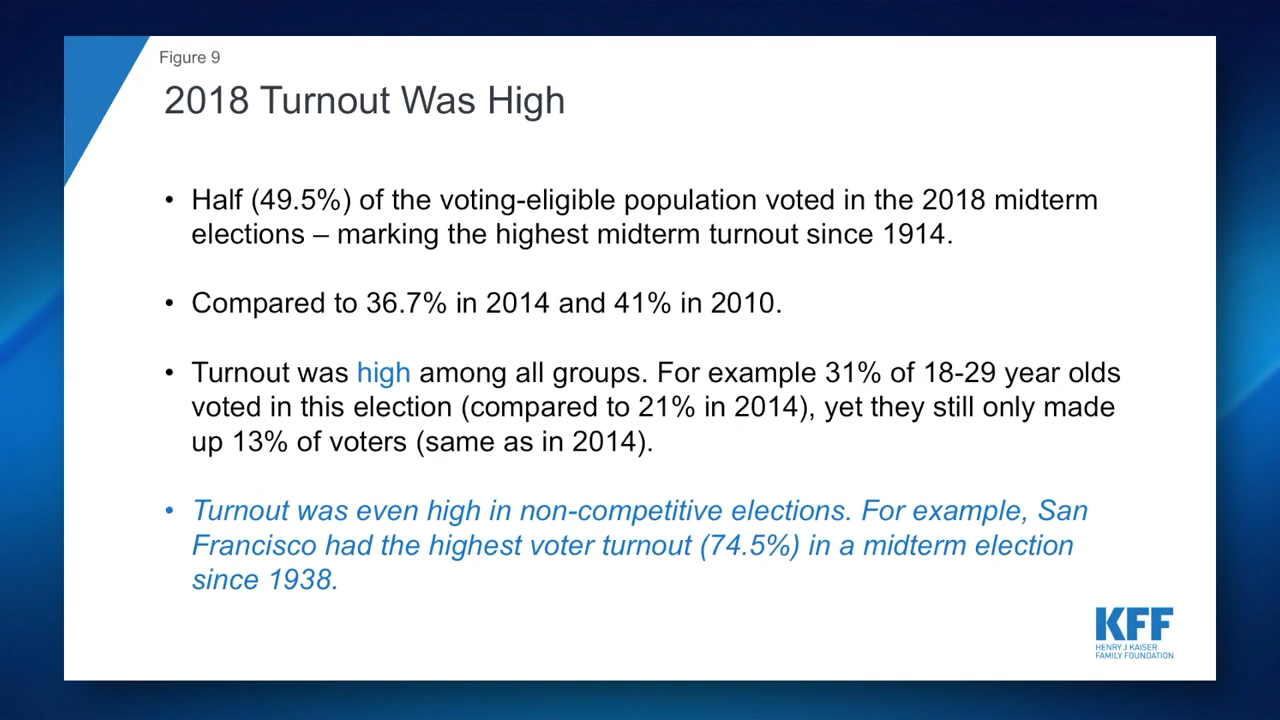 Figure 9
2018 Turnout Was High
• Half (49.5%) of the voting-eligible population voted in the 2018 midterm
elections – marking the highest midterm turnout since 1914.
• Compared to 36.7% in 2014 and 41% in 2010.
• Turnout was high among all groups. For example 31% of 18-29 year olds
voted in this election (compared to 21% in 2014), yet they still only made
up 13% of voters (same as in 2014).
• Turnout was even high in non-competitive elections. For example, San
Francisco had the highest voter turnout (74.5%) in a midterm election
since 1938.
KFF
HENRY J KAISER
FAMILY FOUNDATION